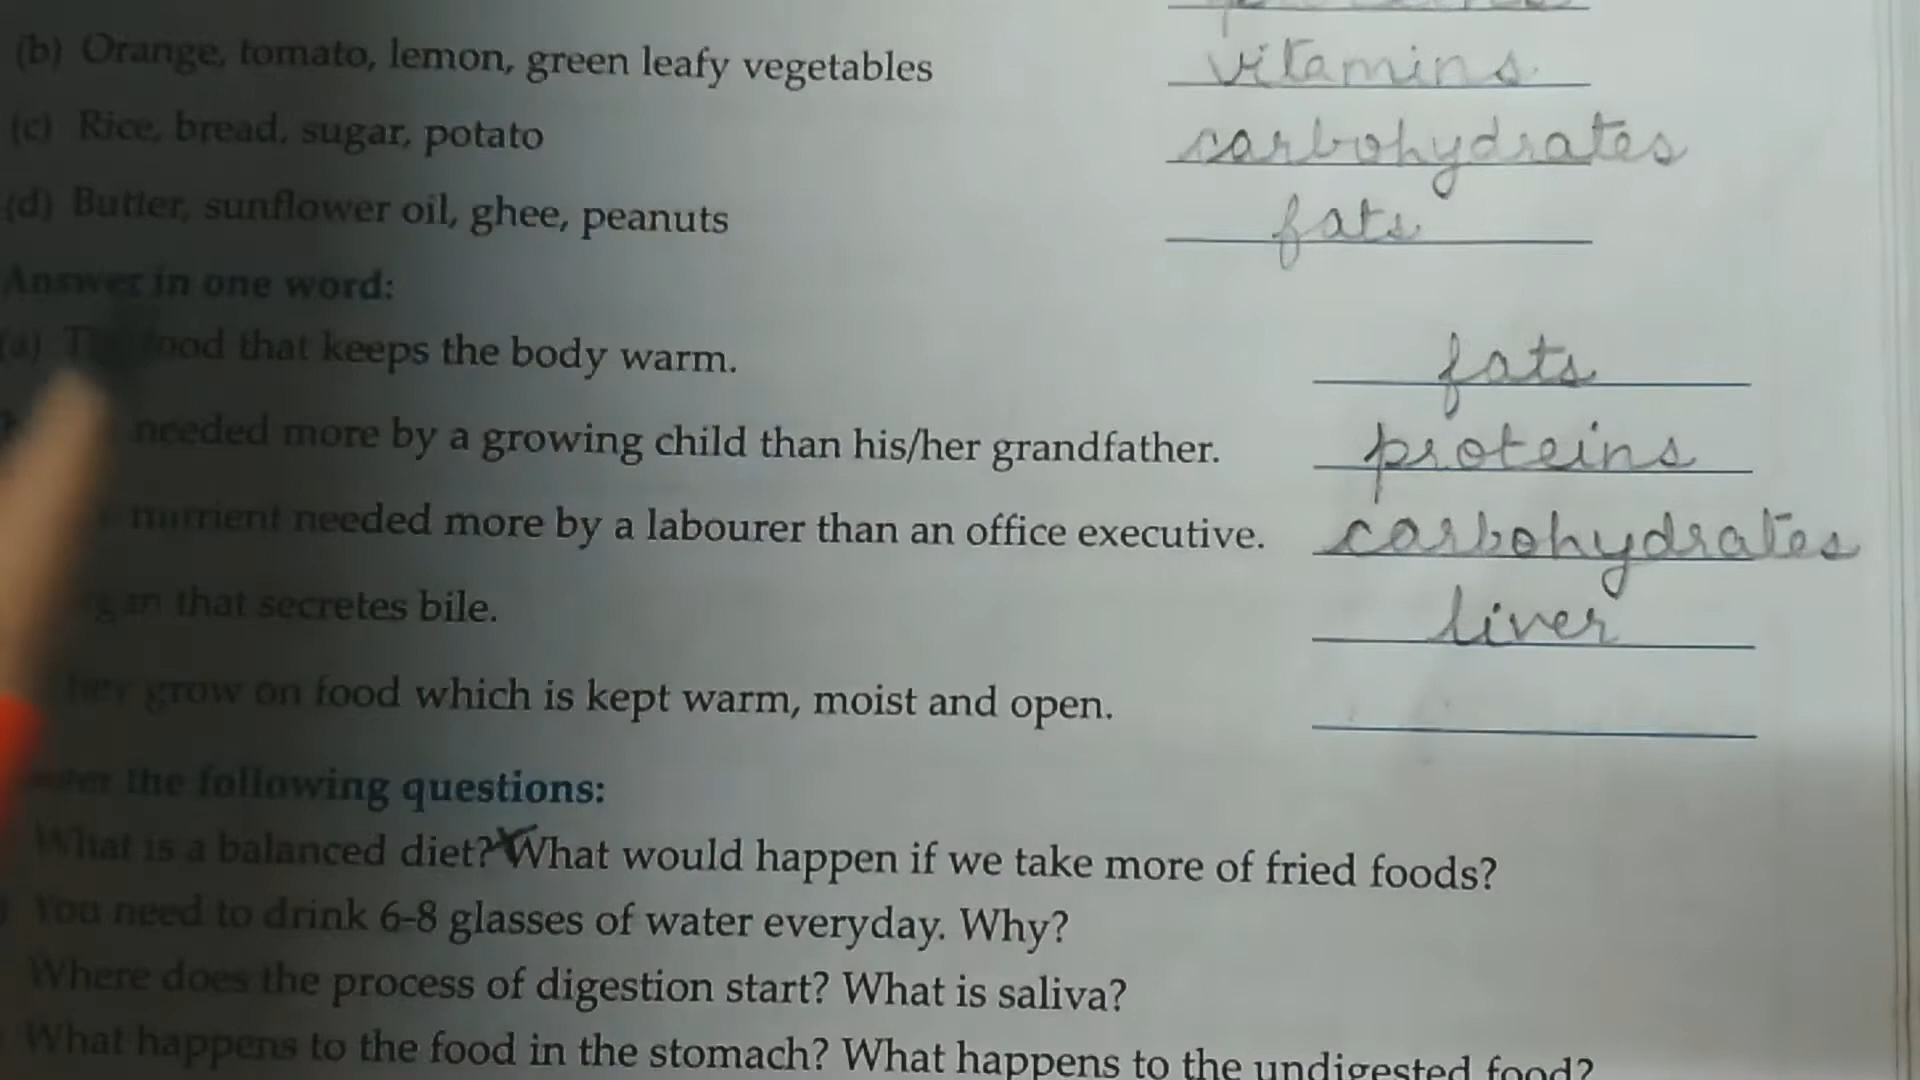 (b) Orange, tomato, lemon, green leafy vegetables vitamins
(c) Rice, bread, sugar, potato carbohydrates
(d) Butter, sunflower oil, ghee, peanuts fats
Answer in one word:
(a) food that keeps the body warm. fats
needed more by a growing child than his/her grandfather. proteins
nutrient needed more by a labourer than an office executive. carbohydrates
that secretes bile. liver
grow on food which is kept warm, moist and open.
the following questions:
What is a balanced diet? What would happen if we take more of fried foods?
You need to drink 6-8 glasses of water everyday. Why?
Where does the process of digestion start? What is saliva?
What happens to the food in the stomach? What happens to the undigested food?